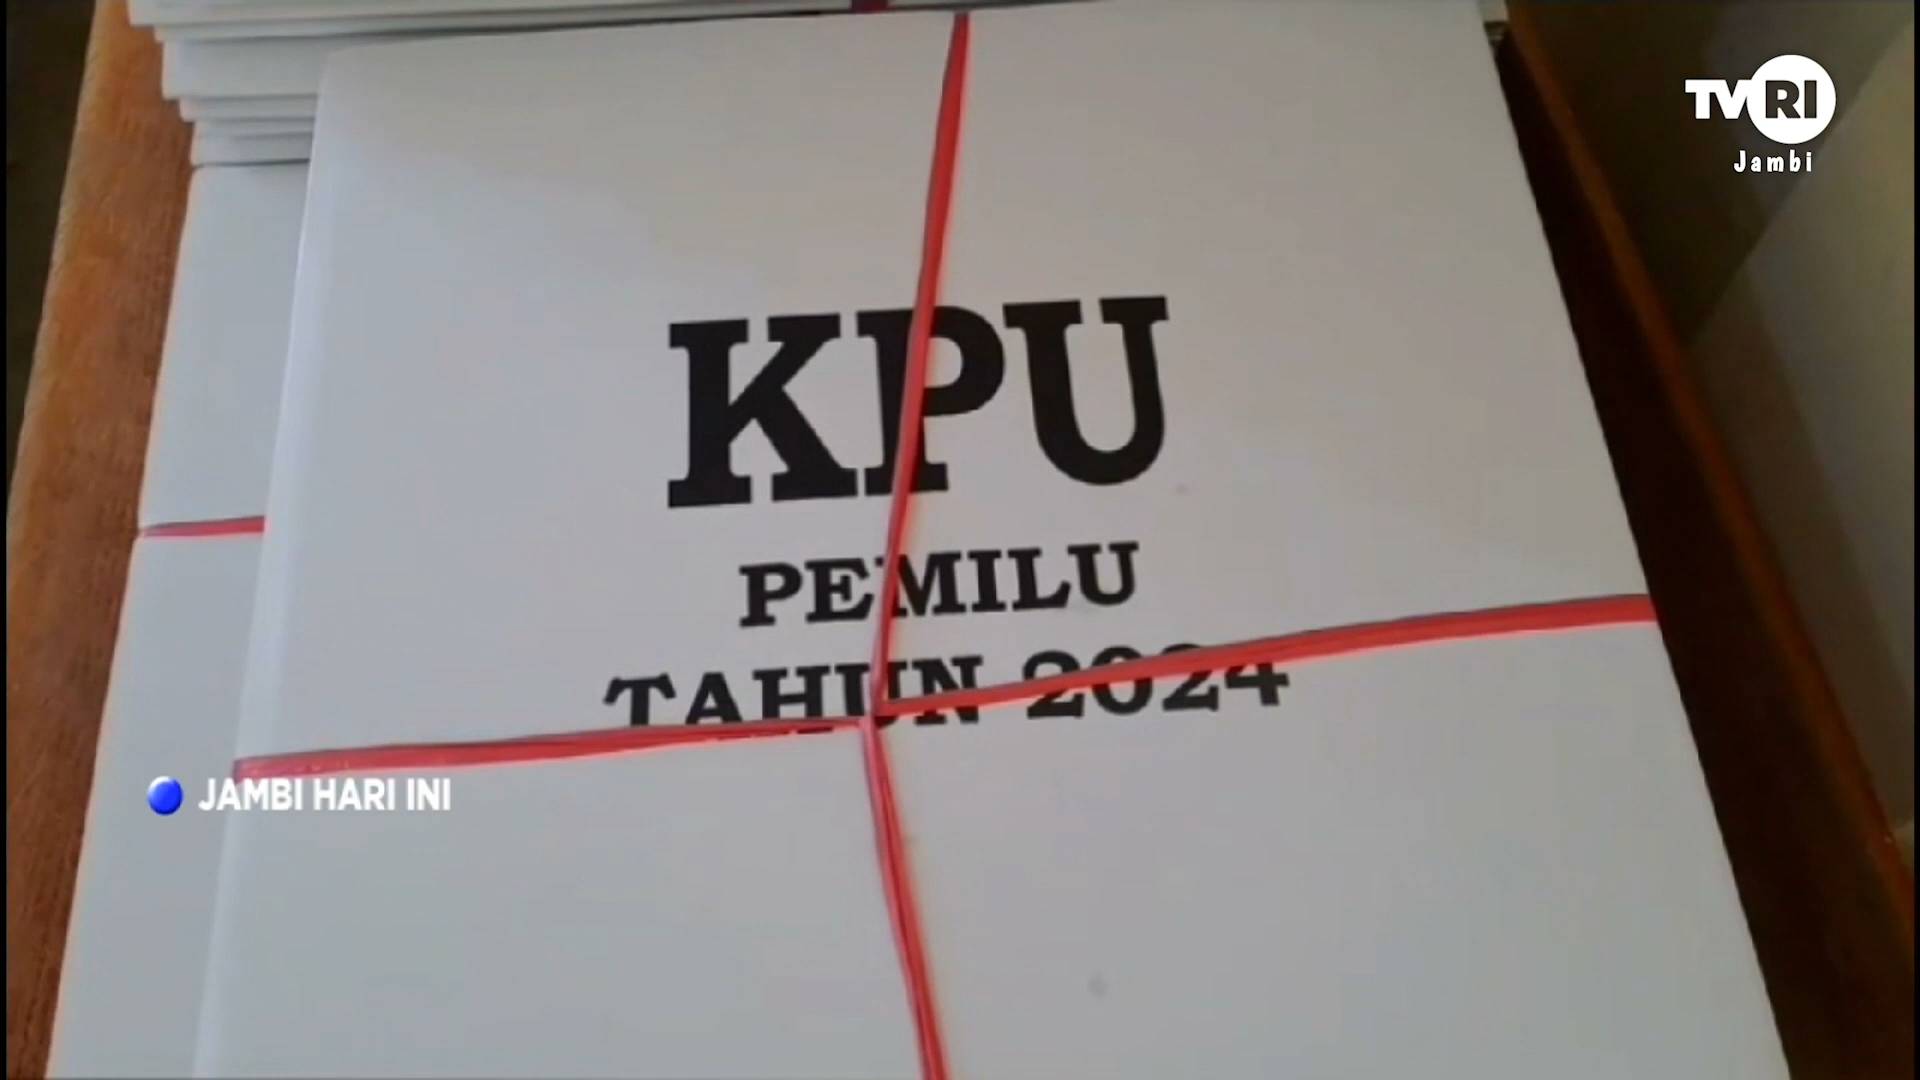 TVRI
Jambi
KPU
PEMILU
TAHUN 2024
JAMBI HARI INI